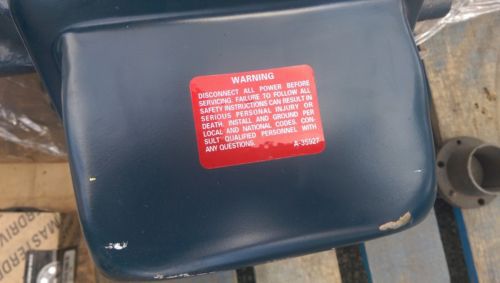 WARNING
DISCONNECT ALL POWER BEFORE
SERVICING. FAILURE TO FOLLOW ALL
SAFETY INSTRUCTIONS CAN RESULT IN
SERIOUS PERSONAL INJURY OR
DEATH. INSTALL AND GROUND PER
LOCAL AND NATIONAL CODES. CON-
SULT QUALIFIED PERSONNEL WITH
ANY QUESTIONS.
A-35927
MASTERDRIVE